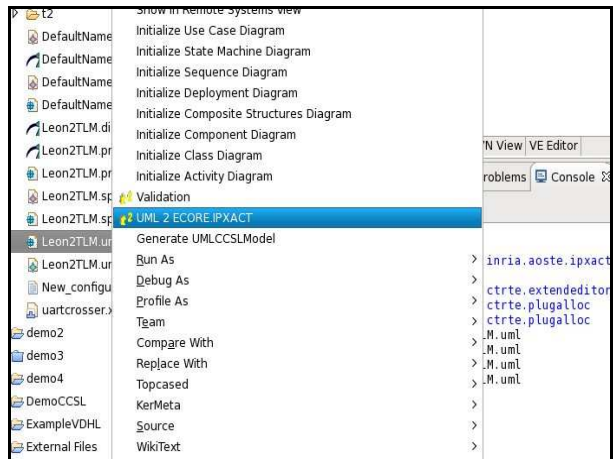 t2
DefaultName
DefaultName
DefaultName
DefaultName
Leon2TLM.di
Leon2TLM.pr
Leon2TLM.pr
Leon2TLM.sp
Leon2TLM.sp
Leon2TLM.ur
Leon2TLM.ur
New_configu
uartcrosser.x
demo2
demo3
demo4
DemoCCSL
ExampleVDHL
External Files
Show in Remote Systems view
Initialize Use Case Diagram
Initialize State Machine Diagram
Initialize Sequence Diagram
Initialize Deployment Diagram
Initialize Composite Structures Diagram
Initialize Component Diagram
Initialize Class Diagram
Initialize Activity Diagram
Validation
UML 2 ECORE.IPXACT
Generate UMLCCSLModel
Run As
Debug As
Profile As
Team
Compare With
Replace With
Topcased
KerMeta
Source
WikiText
'N View VE Editor
roblems Console
inria.aoste.ipxact
ctrte.extendeditor
ctrte.plugalloc
ctrte.plugalloc
.M.uml
.M.uml
.M.uml
.M.uml